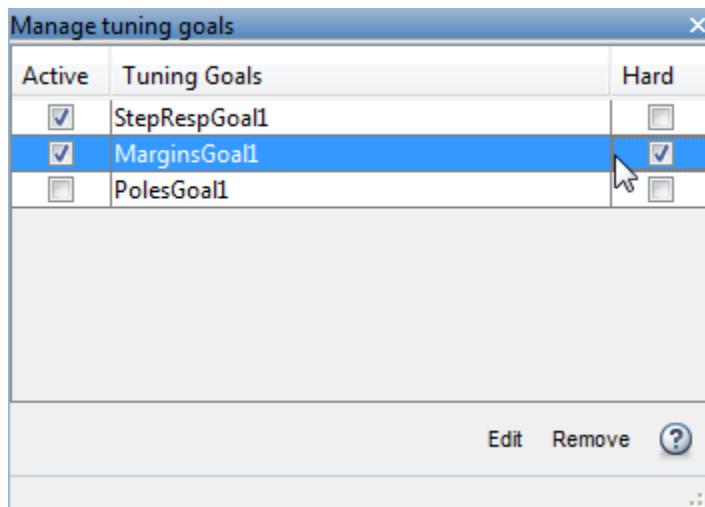 Manage tuning goals
Active Tuning Goals Hard
StepRespGoal1
MarginsGoal1
PolesGoal1
Edit Remove ?